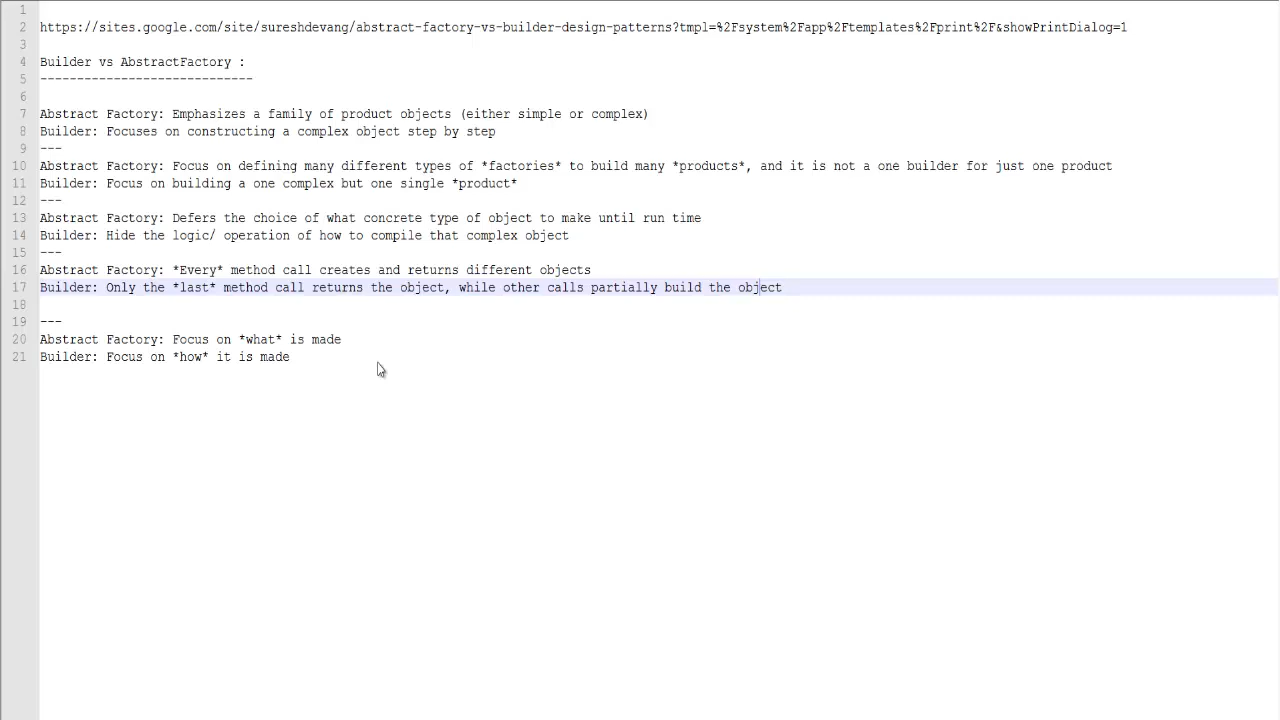 1
2 https://sites.google.com/site/sureshdevang/abstract-factory-vs-builder-design-patterns?tmpl=%2Fsystem%2Fapp%2Ftemplates%2Fprint%2F&showPrintDialog=1
3
4 Builder vs AbstractFactory :
5 -----------------------------
6
7 Abstract Factory: Emphasizes a family of product objects (either simple or complex)
8 Builder: Focuses on constructing a complex object step by step
9 ---
10 Abstract Factory: Focus on defining many different types of *factories* to build many *products*, and it is not a one builder for just one product
11 Builder: Focus on building a one complex but one single *product*
12 ---
13 Abstract Factory: Defers the choice of what concrete type of object to make until run time
14 Builder: Hide the logic/ operation of how to compile that complex object
15 ---
16 Abstract Factory: *Every* method call creates and returns different objects
17 Builder: Only the *last* method call returns the object, while other calls partially build the object
18
19 ---
20 Abstract Factory: Focus on *what* is made
21 Builder: Focus on *how* it is made